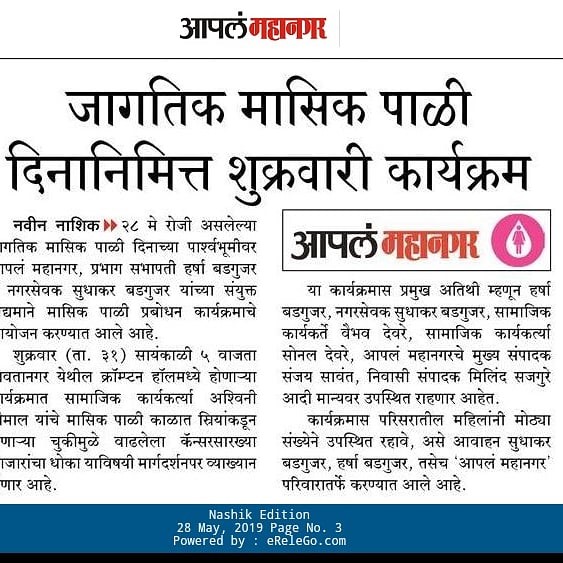 आपलं महानगर
जागतिक मासिक पाळी
दिनानिमित्त शुक्रवारी कार्यक्रम
नवीन नाशिक २८ मे रोजी असलेल्या
ागतिक मासिक पाळी दिनाच्या पार्श्वभूमीवर
आपलं महानगर, प्रभाग सभापती हर्षा बडगुजर
नगरसेवक सुधाकर बडगुजर यांच्या संयुक्त
द्यमाने मासिक पाळी प्रबोधन कार्यक्रमाचे
योजन करण्यात आले आहे.
शुक्रवार (ता. ३१) सायंकाळी ५ वाजता
वतानगर येथील क्रॉम्प्टन हॉलमध्ये होणाऱ्या
ार्यक्रमात सामाजिक कार्यकर्त्या अश्विनी
ीमाल यांचे मासिक पाळी काळात स्त्रियांकडून
णाऱ्या चुकीमुळे वाढलेला कॅन्सरसारख्या
जारांचा धोका याविषयी मार्गदर्शनपर व्याख्यान
णार आहे.
आपलं महानगर
या कार्यक्रमास प्रमुख अतिथी म्हणून हर्षा
बडगुजर, नगरसेवक सुधाकर बडगुजर, सामाजिक
कार्यकर्ते वैभव देवरे, सामाजिक कार्यकर्त्या
सोनल देवरे, आपलं महानगरचे मुख्य संपादक
संजय सावंत, निवासी संपादक मिलिंद सजगुरे
आदी मान्यवर उपस्थित राहणार आहेत.
कार्यक्रमास परिसरातील महिलांनी मोठ्या
संख्येने उपस्थित रहावे, असे आवाहन सुधाकर
बडगुजर, हर्षा बडगुजर, तसेच 'आपलं महानगर'
परिवारातर्फे करण्यात आले आहे.
Nashik Edition
28 May, 2019 Page No. 3
Powered by : eReleGo.com